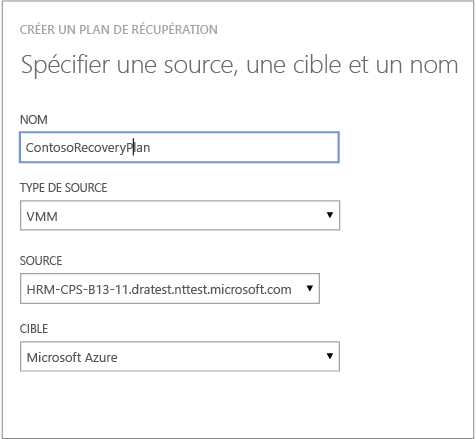 CRÉER UN PLAN DE RÉCUPÉRATION
Spécifier une source, une cible et un nom
NOM
ContosoRecoveryPlan
TYPE DE SOURCE
VMM
SOURCE
HRM-CPS-B13-11.dratest.nttest.microsoft.com
CIBLE
Microsoft Azure